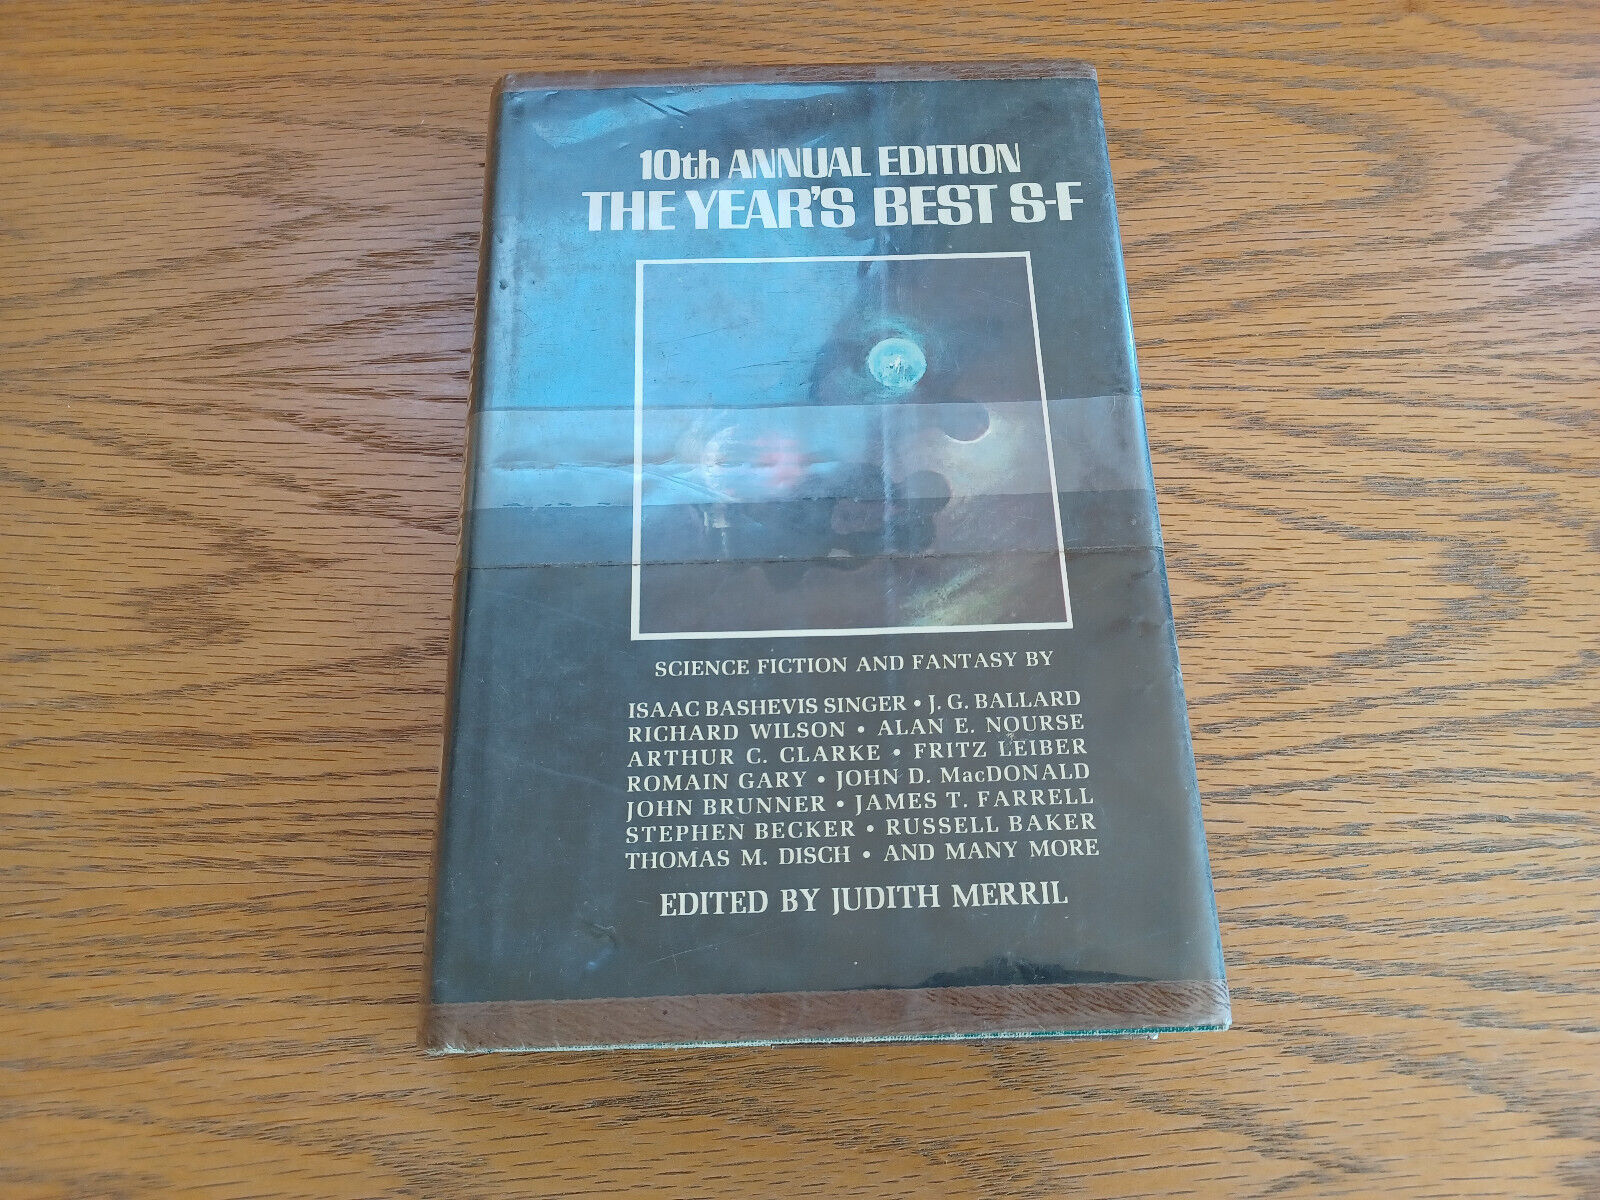 10th ANNUAL EDITION
THE YEAR'S BEST S-F
SCIENCE FICTION AND FANTASY BY
ISAAC BASHEVIS SINGER • J. G. BALLARD
RICHARD WILSON • ALAN E. NOURSE
ARTHUR C. CLARKE • FRITZ LEIBER
ROMAIN GARY • JOHN D. MacDONALD
JOHN BRUNNER • JAMES T. FARRELL
STEPHEN BECKER • RUSSELL BAKER
THOMAS M. DISCH • AND MANY MORE
EDITED BY JUDITH MERRIL